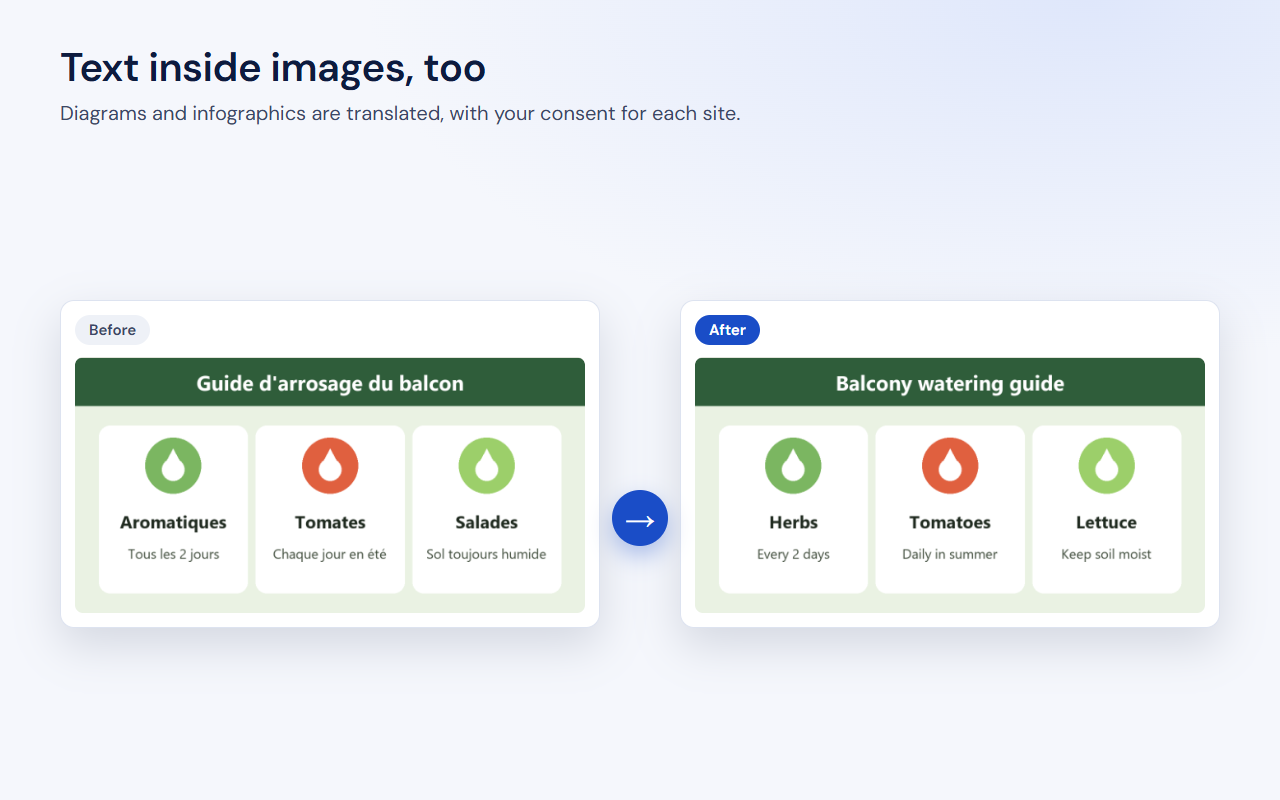 Text inside images, too
Diagrams and infographics are translated, with your consent for each site.
Before
Guide d'arrosage du balcon
Aromatiques
Tous les 2 jours
Tomates
Chaque jour en été
Salades
Sol toujours humide
→
After
Balcony watering guide
Herbs
Every 2 days
Tomatoes
Daily in summer
Lettuce
Keep soil moist